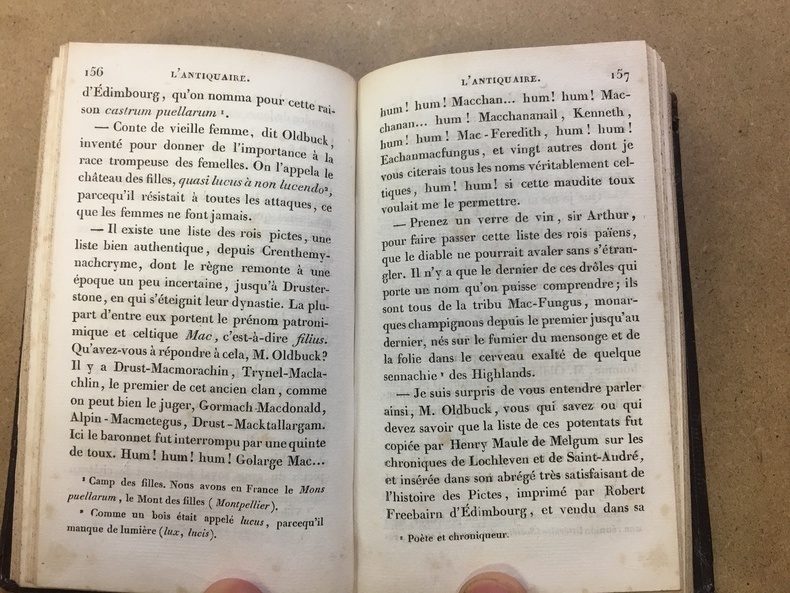 156
L'ANTIQUAIRE.
d'Édimbourg, qu'on nomma pour cette rai-
son castrum puellarum ¹.
— Conte de vieille femme, dit Oldbuck,
inventé pour donner de l'importance à la
race trompeuse des femelles. On l'appela le
château des filles, quasi lucus à non lucendo²,
parcequ'il résistait à toutes les attaques, ce
que les femmes ne font jamais.
— Il existe une liste des rois pictes, une
liste bien authentique, depuis Crenthemy-
nachcryme, dont le règne remonte à une
époque un peu incertaine, jusqu'à Druster-
stone, en qui s'éteignit leur dynastie. La plu-
part d'entre eux portent le prénom patroni-
mique et celtique Mac, c'est-à-dire filius.
Qu'avez-vous à répondre à cela, M. Oldbuck?
Il y a Drust-Macmorachin, Trynel-Macla-
chlin, le premier de cet ancien clan, comme
on peut bien le juger, Gormach-Macdonald,
Alpin-Macmetegus, Drust-Macktallargam.
Ici le baronnet fut interrompu par une quinte
de toux. Hum! hum! hum! Golarge Mac...
¹ Camp des filles. Nous avons en France le Mons
puellarum, le Mont des filles (Montpellier).
² Comme un bois était appelé lucus, parcequ'il
manque de lumière (lux, lucis).
L'ANTIQUAIRE.
157
hum! hum! Macchan... hum! hum! Mac-
chanan... hum! Macchananail, Kenneth,
hum! hum! Mac-Feredith, hum! hum!
Eachanmacfungus, et vingt autres dont je
vous citerais tous les noms véritablement cel-
tiques, hum! hum! si cette maudite toux
voulait me le permettre.
— Prenez un verre de vin, sir Arthur,
pour faire passer cette liste des rois païens,
que le diable ne pourrait avaler sans s'étran-
gler. Il n'y a que le dernier de ces drôles qui
porte un nom qu'on puisse comprendre; ils
sont tous de la tribu Mac-Fungus, monar-
ques champignons depuis le premier jusqu'au
dernier, nés sur le fumier du mensonge et de
la folie dans le cerveau exalté de quelque
sennachie ¹ des Highlands.
— Je suis surpris de vous entendre parler
ainsi, M. Oldbuck, vous qui savez ou qui
devez savoir que la liste de ces potentats fut
copiée par Henry Maule de Melgum sur les
chroniques de Lochleven et de Saint-André,
et insérée dans son abrégé très satisfaisant de
l'histoire des Pictes, imprimé par Robert
Freebairn d'Édimbourg, et vendu dans sa
¹ Poète et chroniqueur.